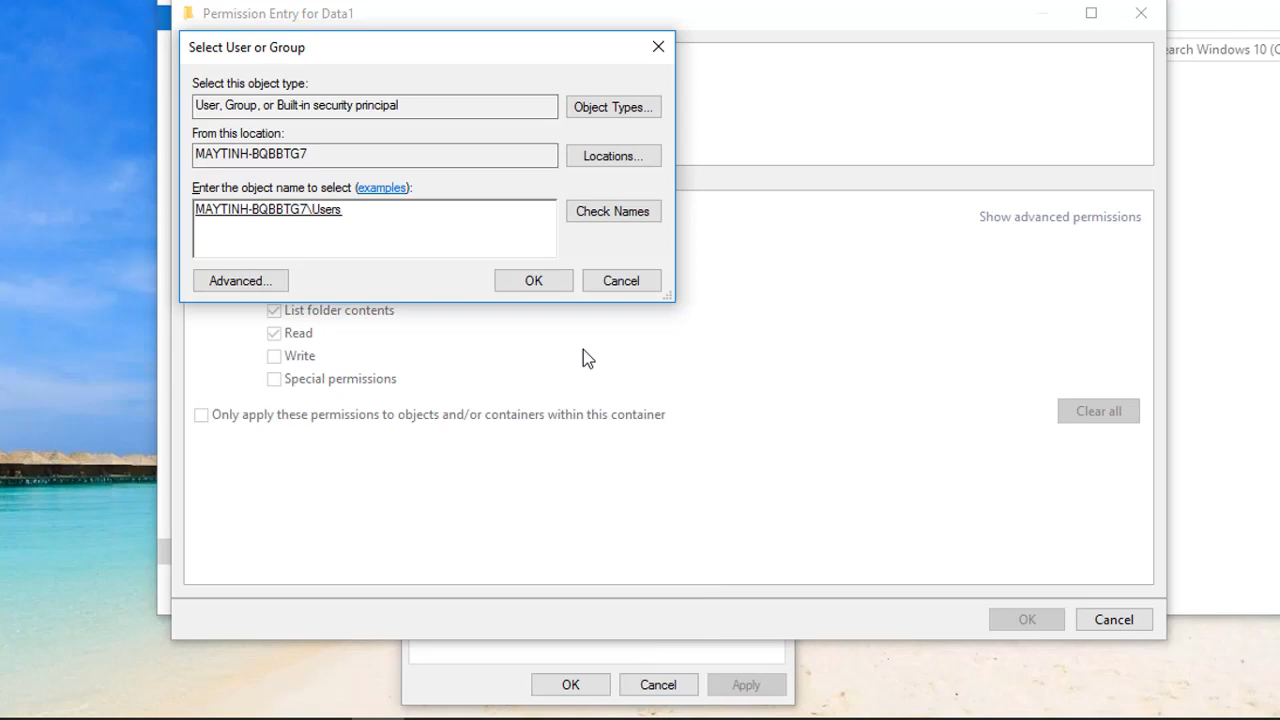 Permission Entry for Data1
Select User or Group
Select this object type:
User, Group, or Built-in security principal
Object Types...
From this location:
MAYTINH-BQBBTG7
Locations...
Enter the object name to select (examples):
MAYTINH-BQBBTG7\Users
Check Names
Advanced...
OK
Cancel
earch Windows 10 (C
Show advanced permissions
List folder contents
Read
Write
Special permissions
Only apply these permissions to objects and/or containers within this container
Clear all
OK
Cancel
OK
Cancel
Apply